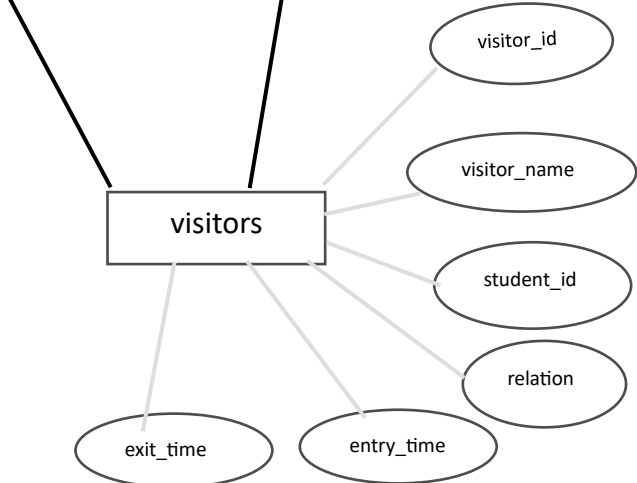 visitor_id
visitor_name
visitors
student_id
relation
exit_time
entry_time